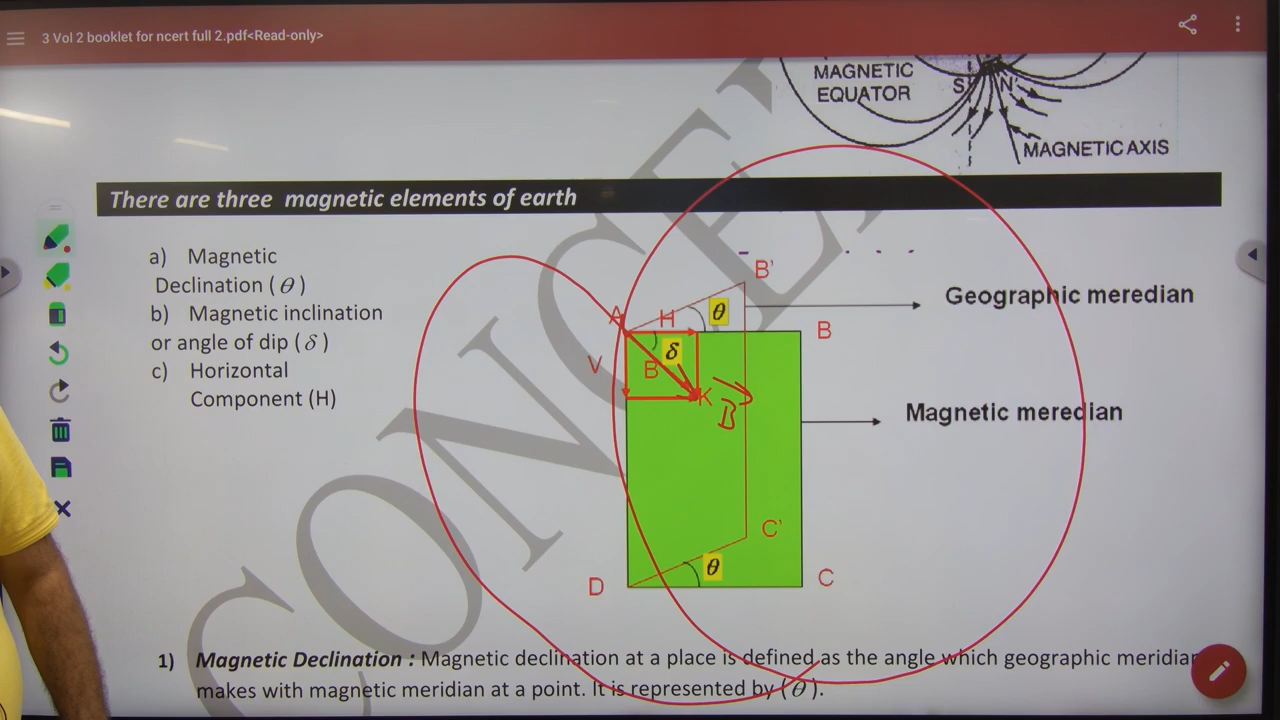 3 Vol 2 booklet for ncert full 2.pdf<Read-only>
MAGNETIC
EQUATOR
S N'
MAGNETIC AXIS
There are three magnetic elements of earth
a) Magnetic
Declination ( θ )
b) Magnetic inclination
or angle of dip ( δ )
c) Horizontal
Component (H)
B'
A H θ
Geographic meredian
B
V B δ
K B
Magnetic meredian
C'
D θ C
1) Magnetic Declination : Magnetic declination at a place is defined as the angle which geographic meridian
makes with magnetic meridian at a point. It is represented by ( θ ).
CONCE